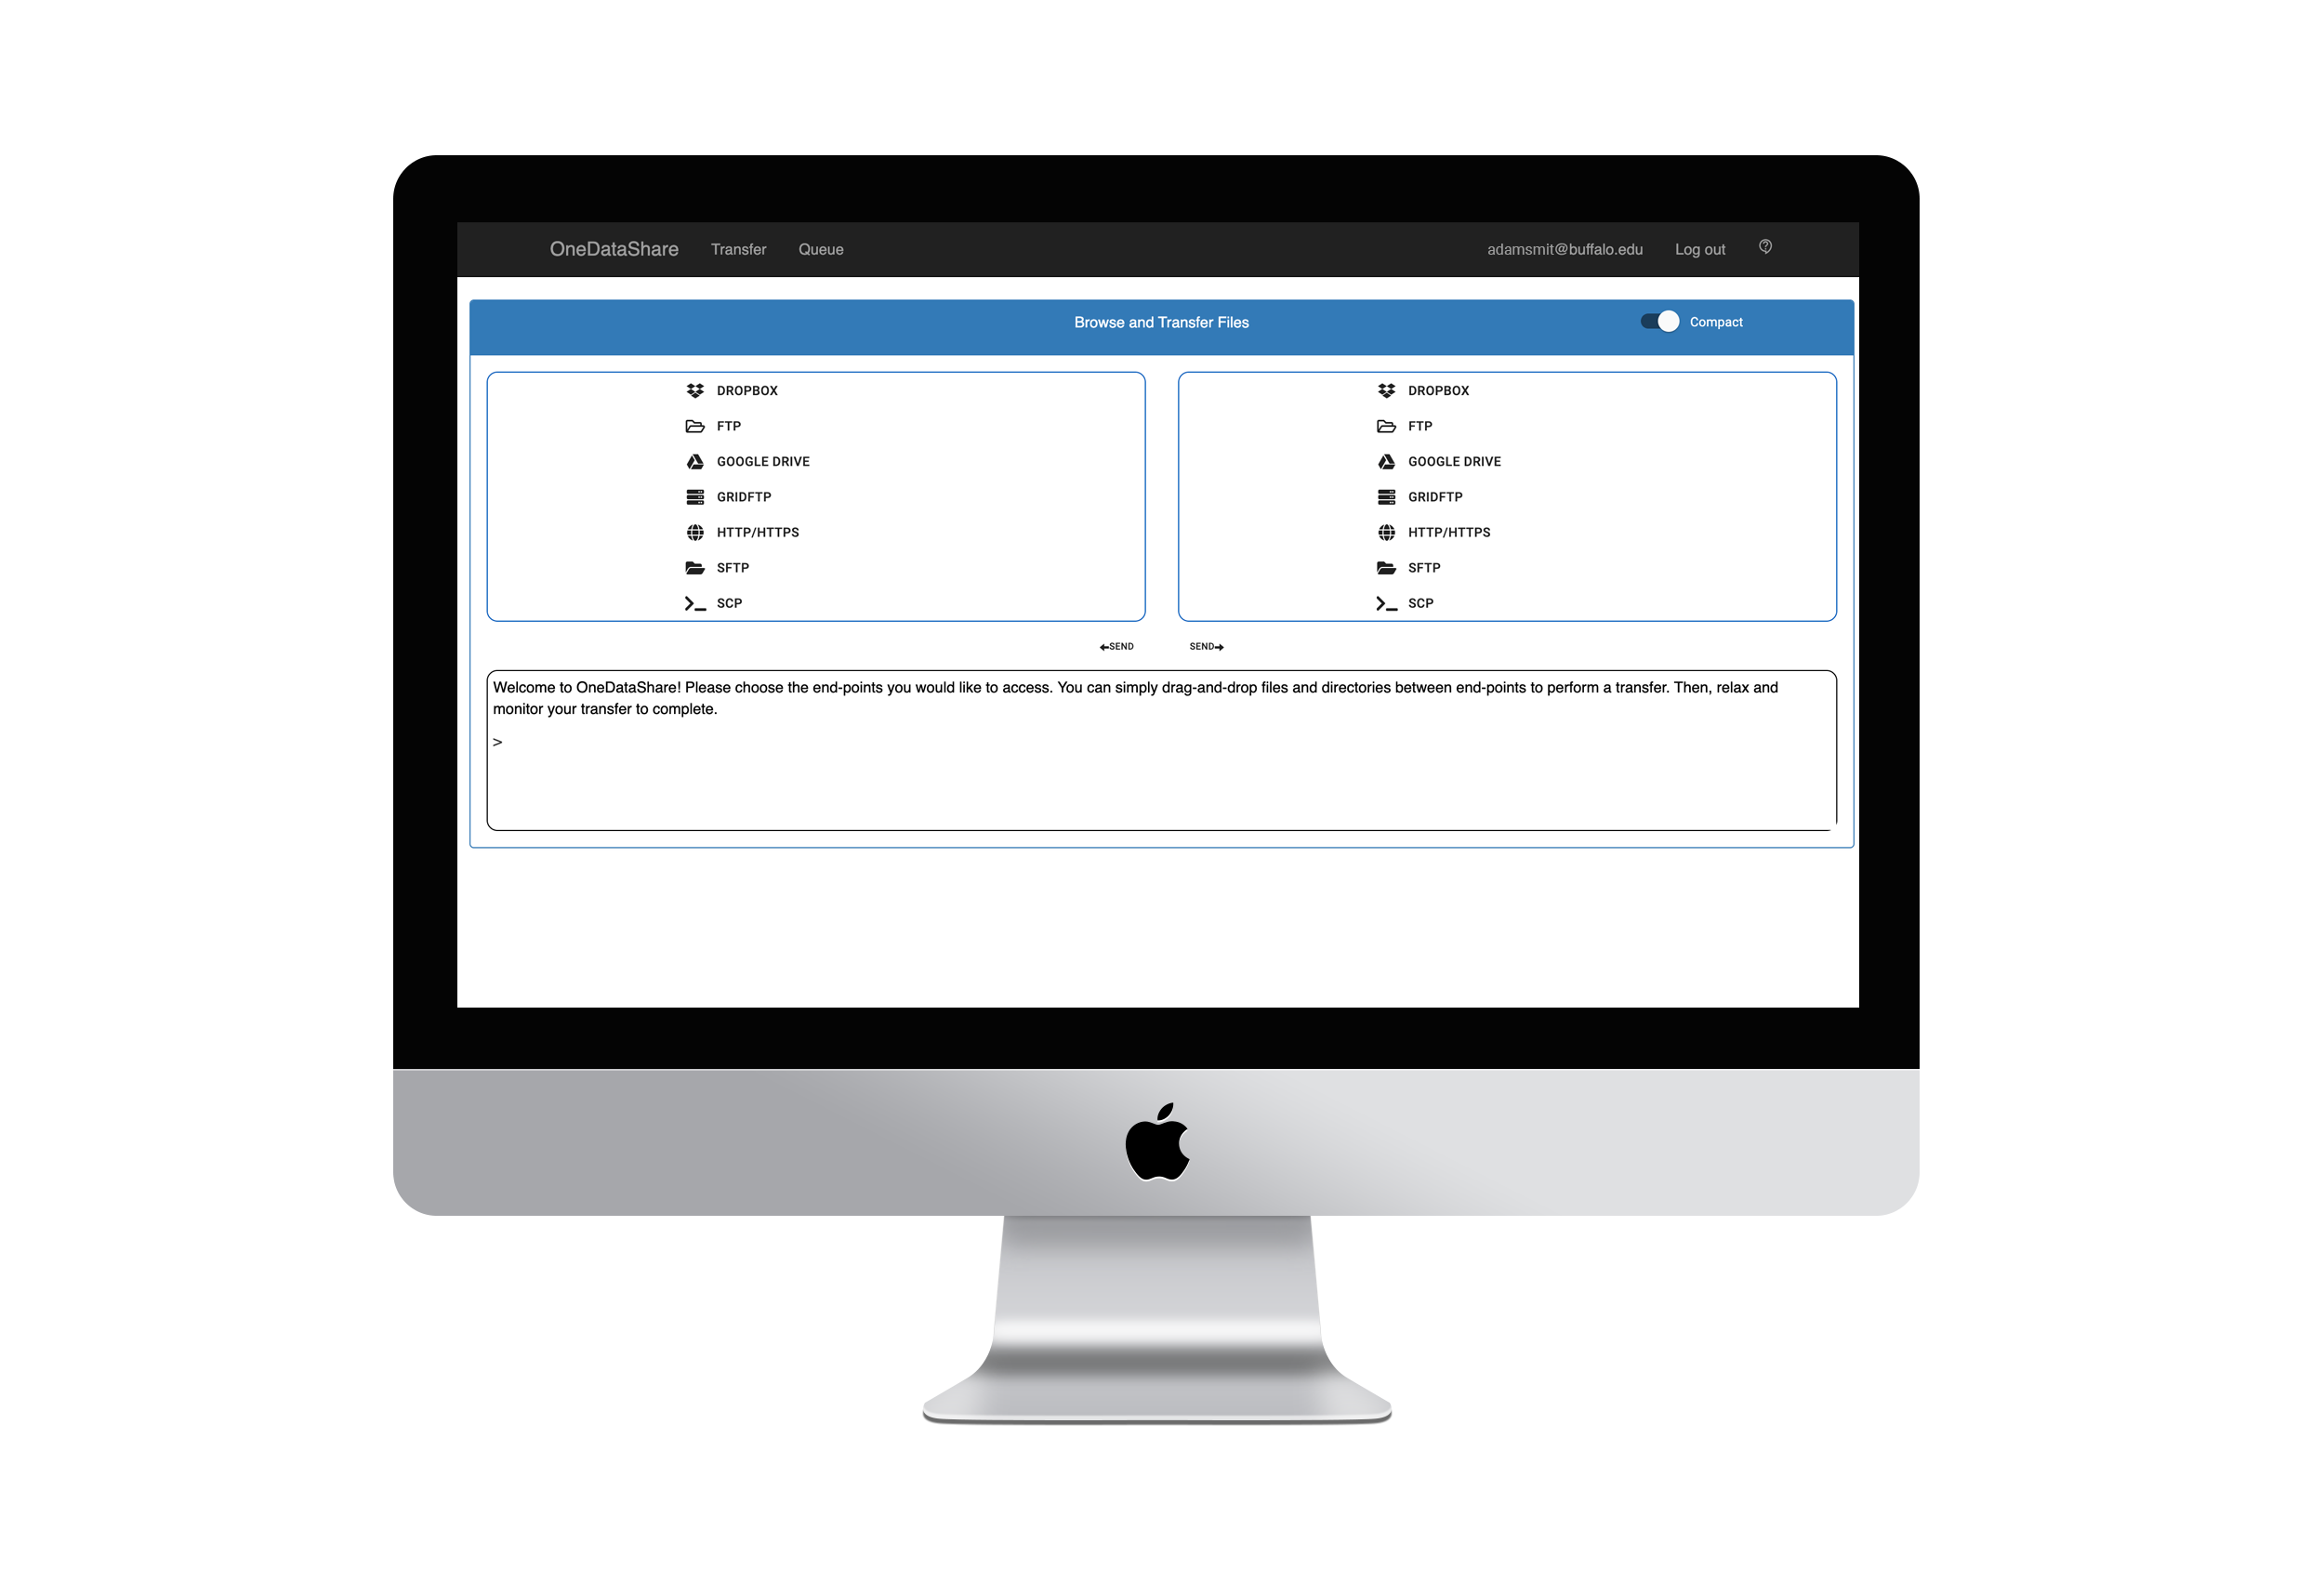 OneDataShare Transfer Queue adamsmit@buffalo.edu Log out
Browse and Transfer Files Compact
DROPBOX
FTP
GOOGLE DRIVE
GRIDFTP
HTTP/HTTPS
SFTP
SCP
DROPBOX
FTP
GOOGLE DRIVE
GRIDFTP
HTTP/HTTPS
SFTP
SCP
SEND SEND
Welcome to OneDataShare! Please choose the end-points you would like to access. You can simply drag-and-drop files and directories between end-points to perform a transfer. Then, relax and
monitor your transfer to complete.
>